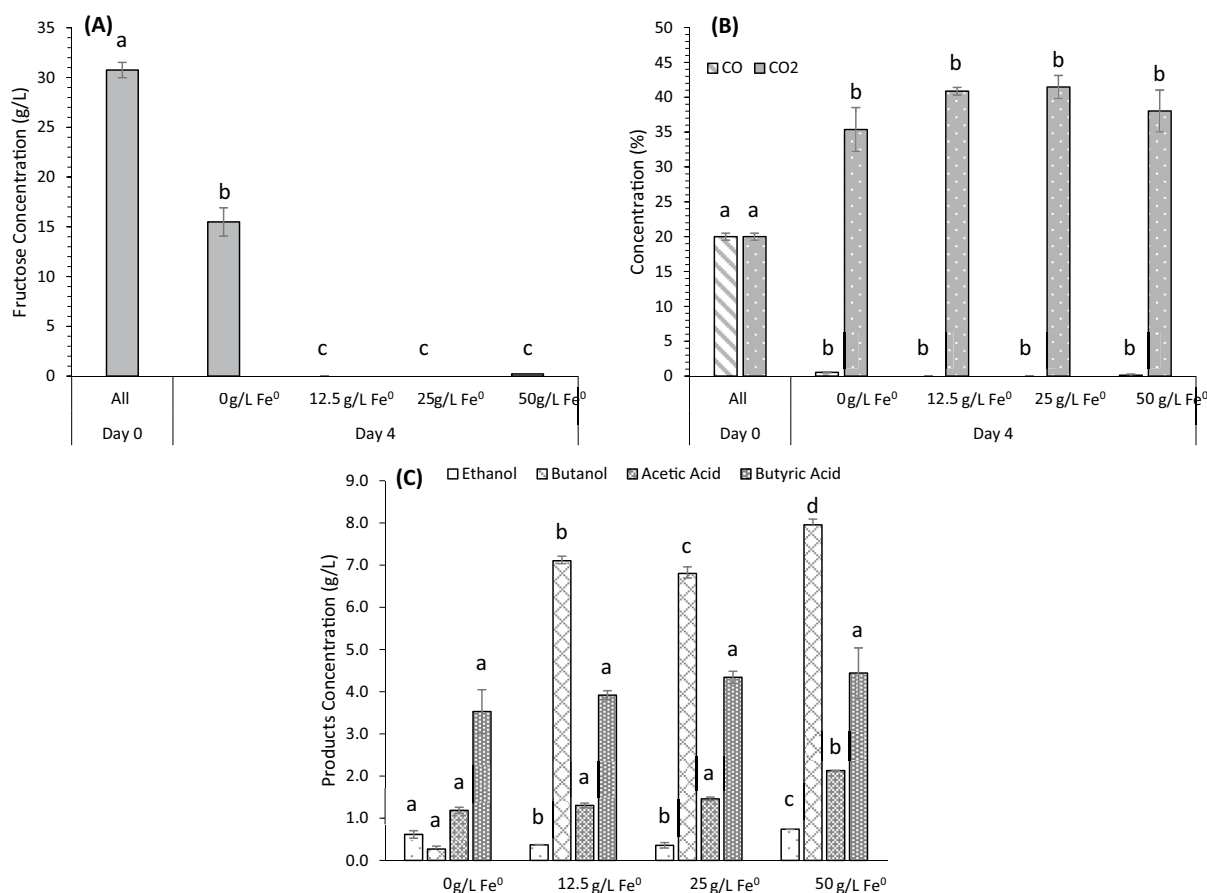 (A)
Fructose Concentration (g/L)
35
30
25
20
15
10
5
0
a
b
c
c
c
All
0g/L Fe⁰
12.5 g/L Fe⁰
25g/L Fe⁰
50g/L Fe⁰
Day 0
Day 4
(B)
Concentration (%)
50
45
40
35
30
25
20
15
10
5
0
CO
CO2
a
a
b
b
b
b
b
b
b
b
All
0g/L Fe⁰
12.5 g/L Fe⁰
25 g/L Fe⁰
50 g/L Fe⁰
Day 0
Day 4
(C)
Ethanol
Butanol
Acetic Acid
Butyric Acid
Products Concentration (g/L)
9.0
8.0
7.0
6.0
5.0
4.0
3.0
2.0
1.0
0.0
a
a
a
a
b
b
a
a
b
c
a
a
c
d
b
a
0g/L Fe⁰
12.5 g/L Fe⁰
25 g/L Fe⁰
50 g/L Fe⁰